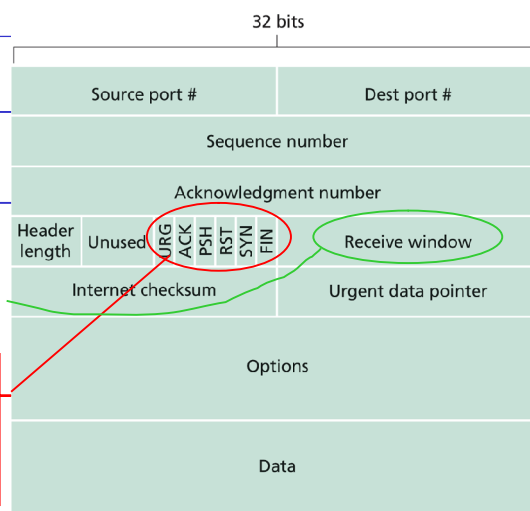 32 bits
Source port # Dest port #
Sequence number
Acknowledgment number
Header length Unused URG ACK PSH RST SYN FIN Receive window
Internet checksum Urgent data pointer
Options
Data